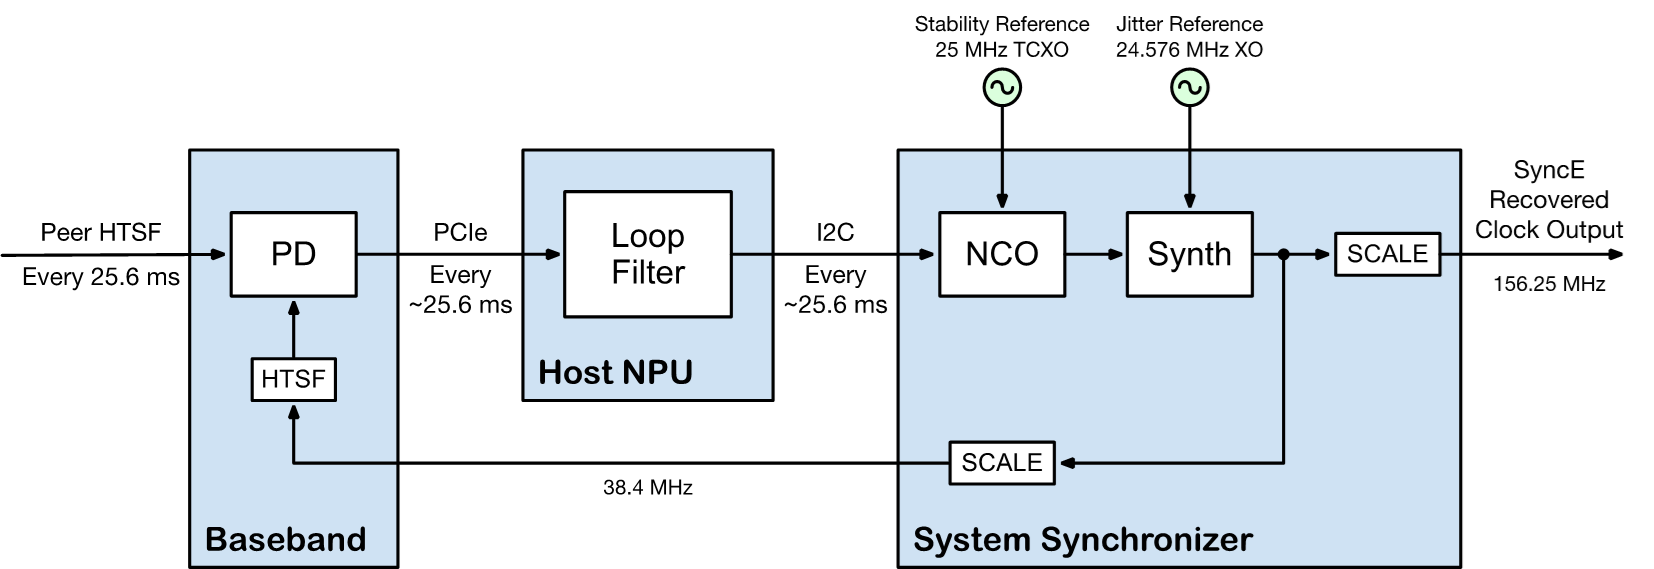 Stability Reference
25 MHz TCXO
Jitter Reference
24.576 MHz XO
Peer HTSF
Every 25.6 ms
PD
HTSF
Baseband
PCIe
Every
~25.6 ms
Loop
Filter
Host NPU
I2C
Every
~25.6 ms
NCO
Synth
SCALE
SCALE
System Synchronizer
38.4 MHz
SyncE
Recovered
Clock Output
156.25 MHz